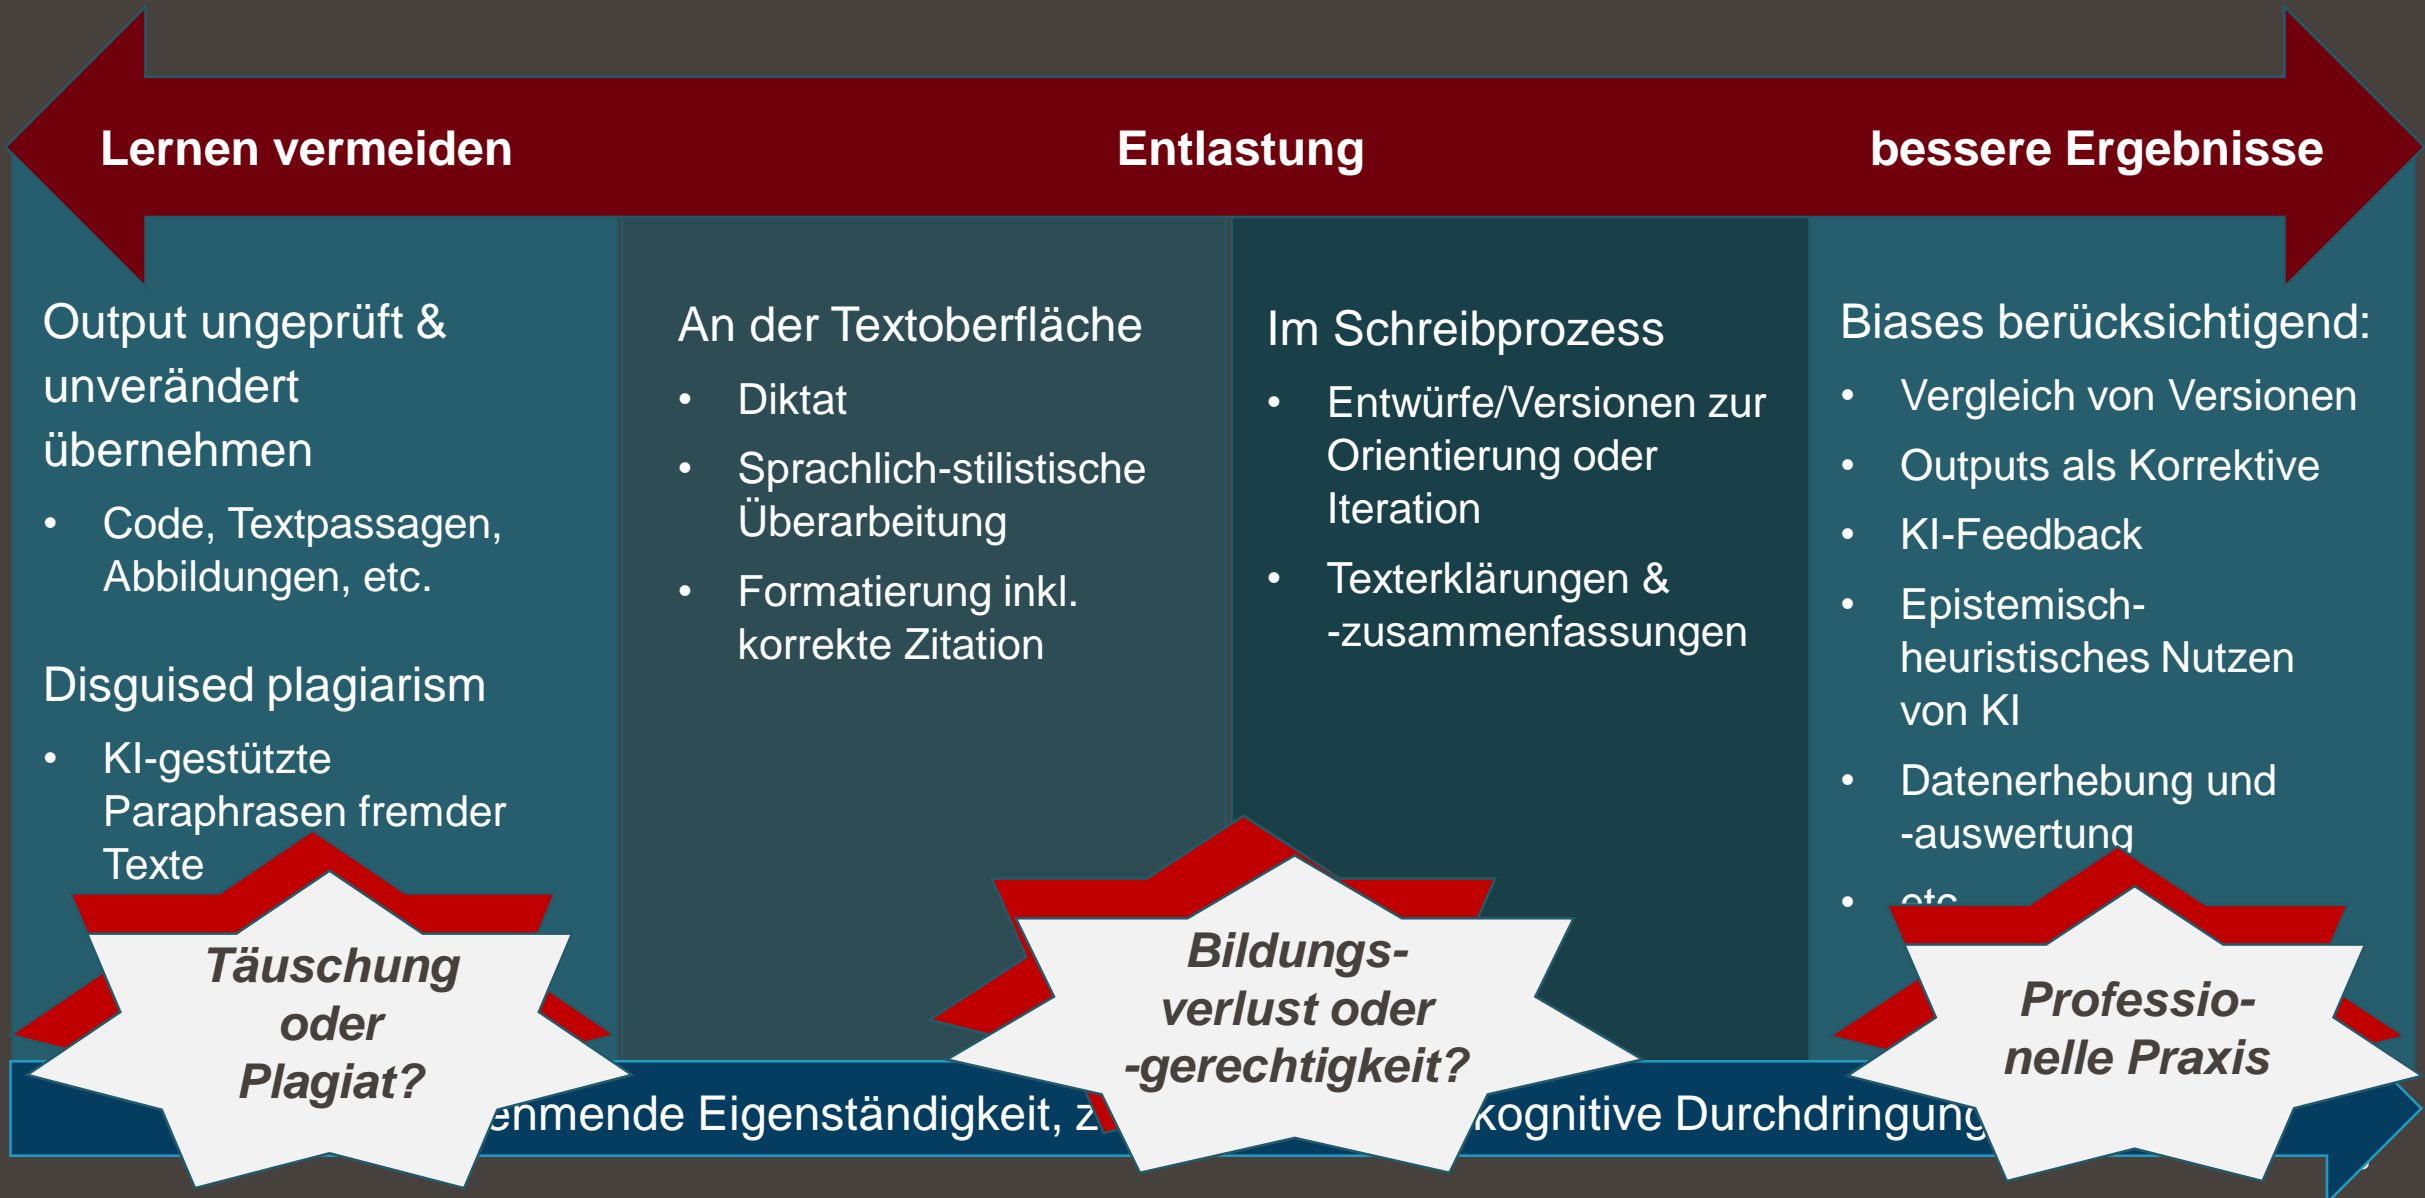 Lernen vermeiden
Entlastung
bessere Ergebnisse
Output ungeprüft &
unverändert
übernehmen
• Code, Textpassagen,
Abbildungen, etc.
Disguised plagiarism
• KI-gestützte
Paraphrasen fremder
Texte
An der Textoberfläche
• Diktat
• Sprachlich-stilistische
Überarbeitung
• Formatierung inkl.
korrekte Zitation
Im Schreibprozess
• Entwürfe/Versionen zur
Orientierung oder
Iteration
• Texterklärungen &
-zusammenfassungen
Biases berücksichtigend:
• Vergleich von Versionen
• Outputs als Korrektive
• KI-Feedback
• Epistemisch-
heuristisches Nutzen
von KI
• Datenerhebung und
-auswertung
• etc
Täuschung
oder
Plagiat?
Bildungs-
verlust oder
-gerechtigkeit?
Professio-
nelle Praxis
Eigenständigkeit, kognitive Durchdringung